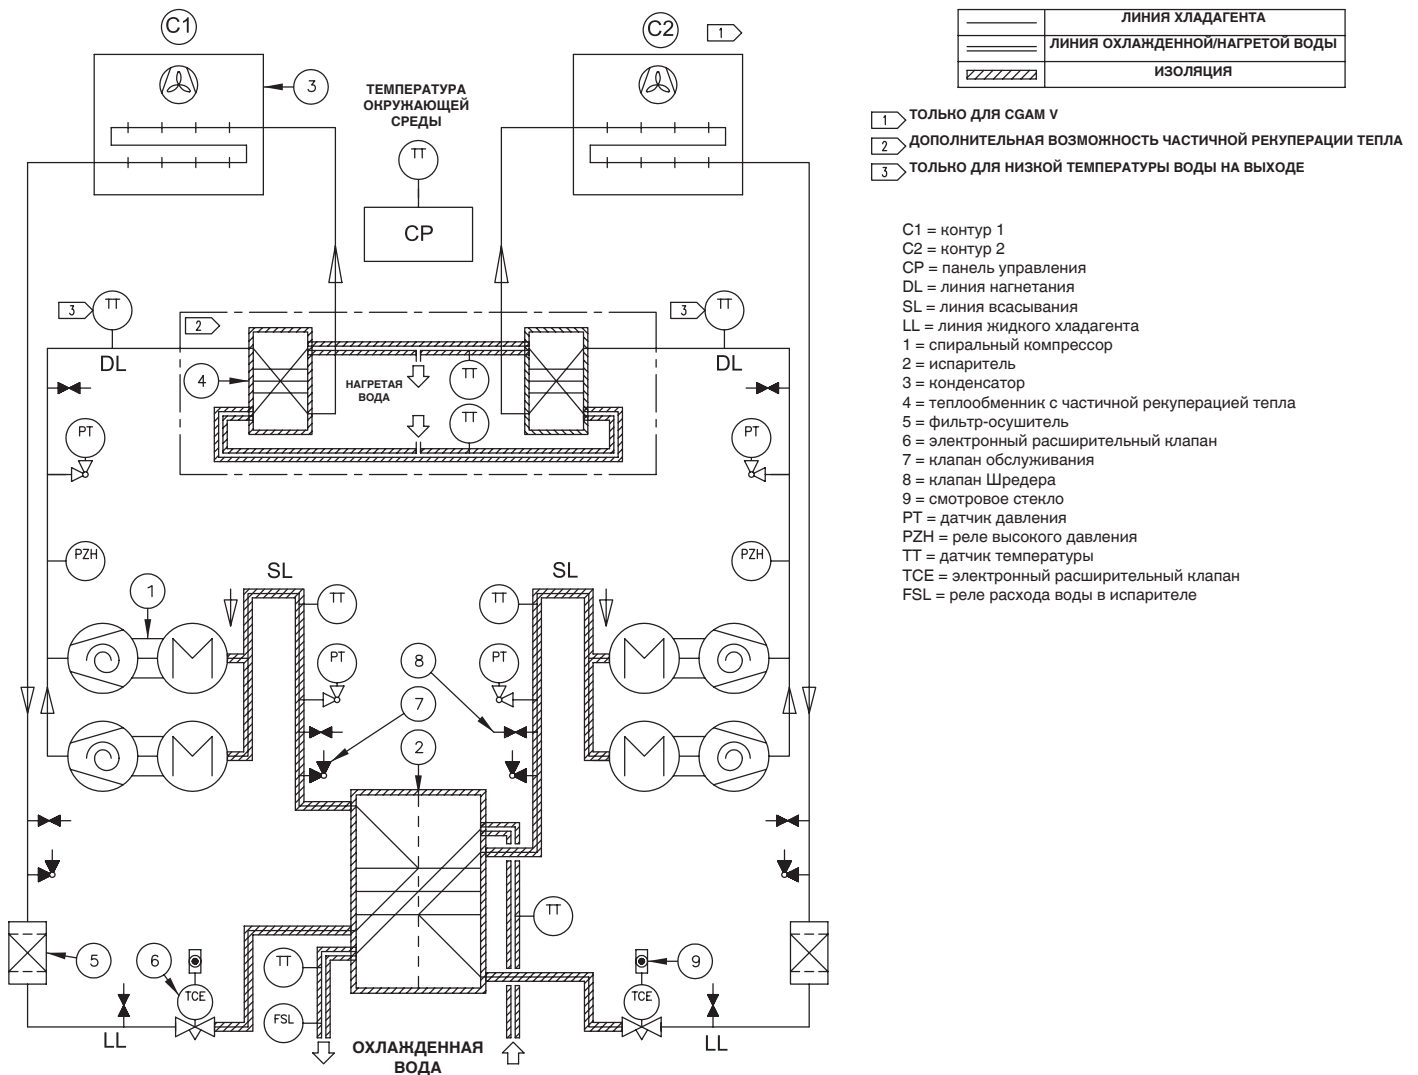 C1
C2
1
3
ТЕМПЕРАТУРА
ОКРУЖАЮЩЕЙ
СРЕДЫ
TT
CP
ЛИНИЯ ХЛАДАГЕНТА
ЛИНИЯ ОХЛАЖДЕННОЙ/НАГРЕТОЙ ВОДЫ
ИЗОЛЯЦИЯ
1 ТОЛЬКО ДЛЯ CGAM V
2 ДОПОЛНИТЕЛЬНАЯ ВОЗМОЖНОСТЬ ЧАСТИЧНОЙ РЕКУПЕРАЦИИ ТЕПЛА
3 ТОЛЬКО ДЛЯ НИЗКОЙ ТЕМПЕРАТУРЫ ВОДЫ НА ВЫХОДЕ
C1 = контур 1
C2 = контур 2
CP = панель управления
DL = линия нагнетания
SL = линия всасывания
LL = линия жидкого хладагента
1 = спиральный компрессор
2 = испаритель
3 = конденсатор
4 = теплообменник с частичной рекуперацией тепла
5 = фильтр-осушитель
6 = электронный расширительный клапан
7 = клапан обслуживания
8 = клапан Шредера
9 = смотровое стекло
PT = датчик давления
PZH = реле высокого давления
TT = датчик температуры
TCE = электронный расширительный клапан
FSL = реле расхода воды в испарителе
3
TT
2
3
TT
DL
DL
4
НАГРЕТАЯ
ВОДА
TT
TT
PT
PT
PZH
PZH
SL
SL
1
TT
TT
PT
8
PT
7
2
TT
5
6
TT
9
TCE
TCE
FSL
LL
LL
ОХЛАЖДЕННАЯ
ВОДА